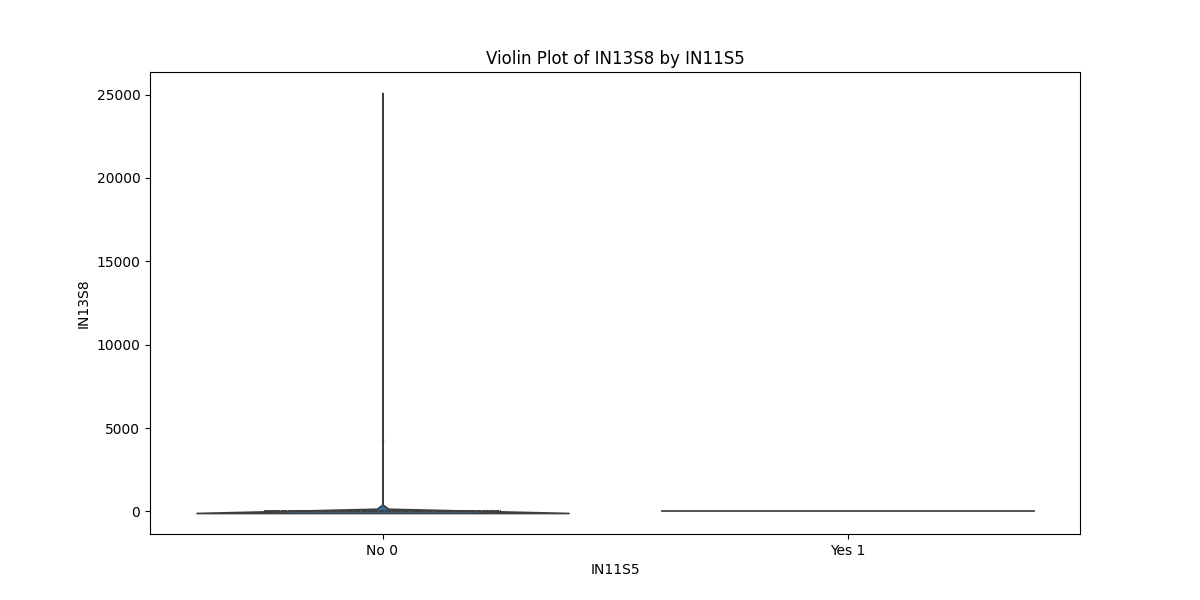 Violin Plot of IN13S8 by IN11S5
25000
20000
15000
10000
5000
0
IN13S8
No 0
Yes 1
IN11S5